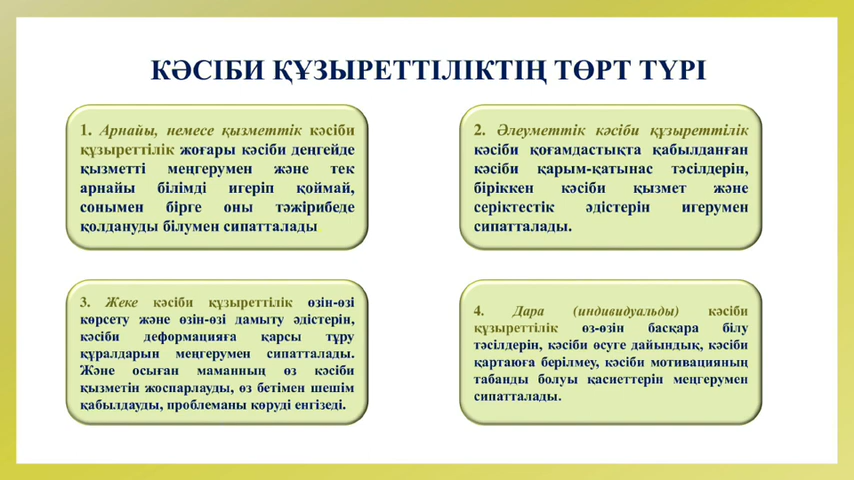 КӘСІБИ ҚҰЗЫРЕТТІЛІКТІҢ ТӨРТ ТҮРІ
1. Арнайы, немесе қызметтік кәсіби
құзыреттілік жоғары кәсіби деңгейде
қызметті меңгерумен және тек
арнайы білімді игеріп қоймай,
сонымен бірге оны тәжірибеде
қолдануды білумен сипатталады
2. Әлеуметтік кәсіби құзыреттілік
кәсіби қоғамдастықта қабылданған
кәсіби қарым-қатынас тәсілдерін,
біріккен кәсіби қызмет және
серіктестік әдістерін игерумен
сипатталады.
3. Жеке кәсіби құзыреттілік өзін-өзі
көрсету және өзін-өзі дамыту әдістерін,
кәсіби деформацияға қарсы тұру
құралдарын меңгерумен сипатталады.
Және осыған маманның өз кәсіби
қызметін жоспарлауды, өз бетімен шешім
қабылдауды, проблеманы көруді енгізеді.
4. Дара (индивидуальды) кәсіби
құзыреттілік өз-өзін басқара білу
тәсілдерін, кәсіби өсуге дайындық, кәсіби
қартаюға берілмеу, кәсіби мотивацияның
табанды болуы қасиеттерін меңгерумен
сипатталады.